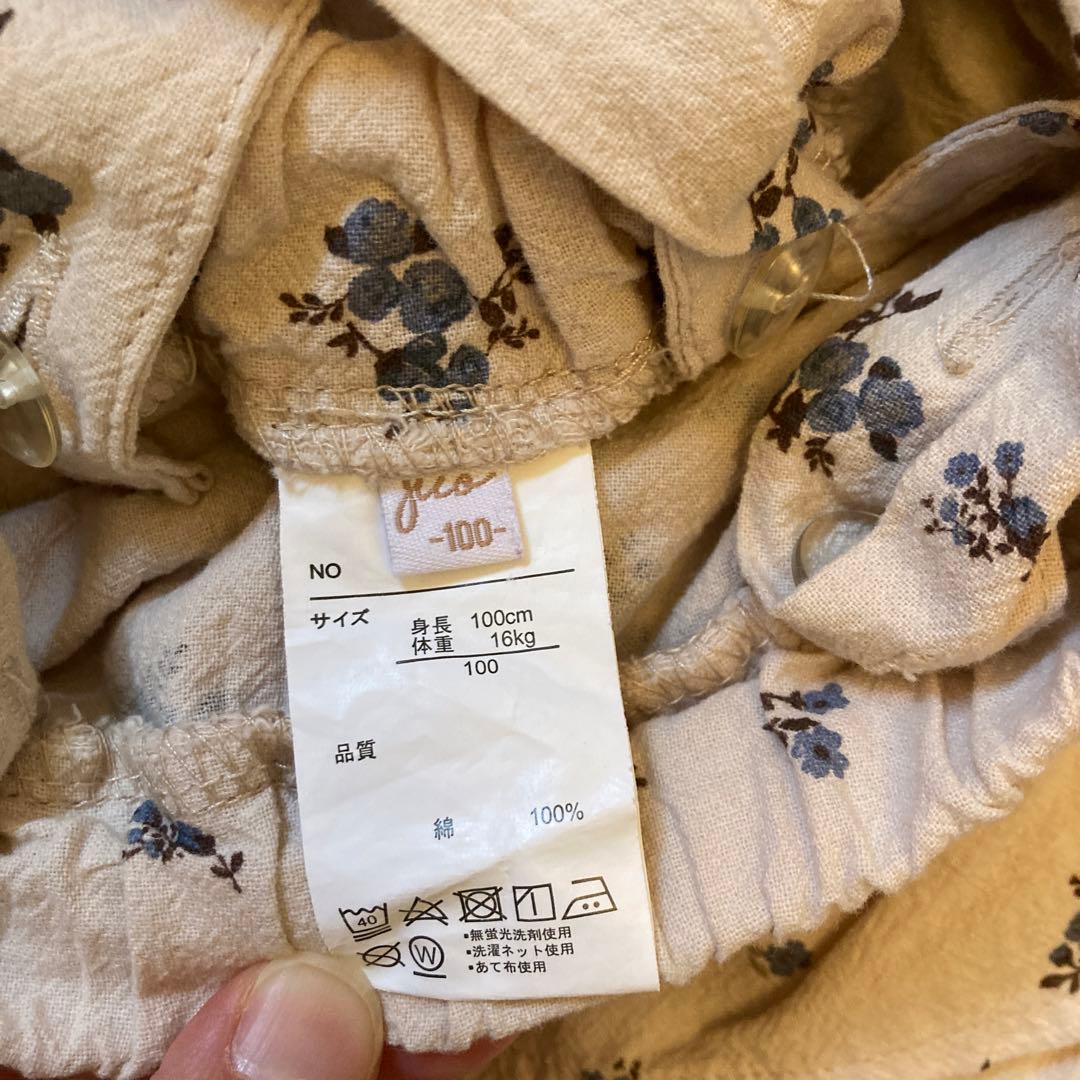 -100-
NO
サイズ
身長 100cm
体重 16kg
100
品質
綿 100%
40
W
▪無蛍光洗剤使用
▪洗濯ネット使用
▪あて布使用